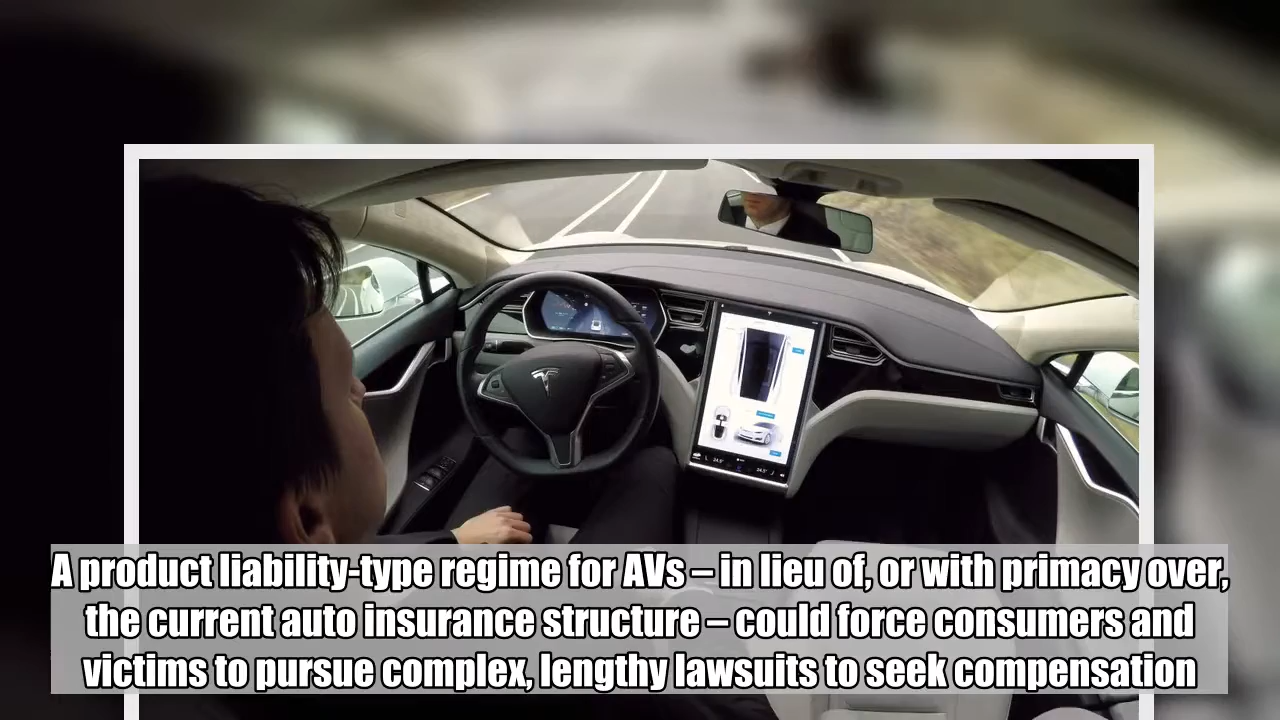 A product liability-type regime for AVs – in lieu of, or with primacy over,
the current auto insurance structure – could force consumers and
victims to pursue complex, lengthy lawsuits to seek compensation